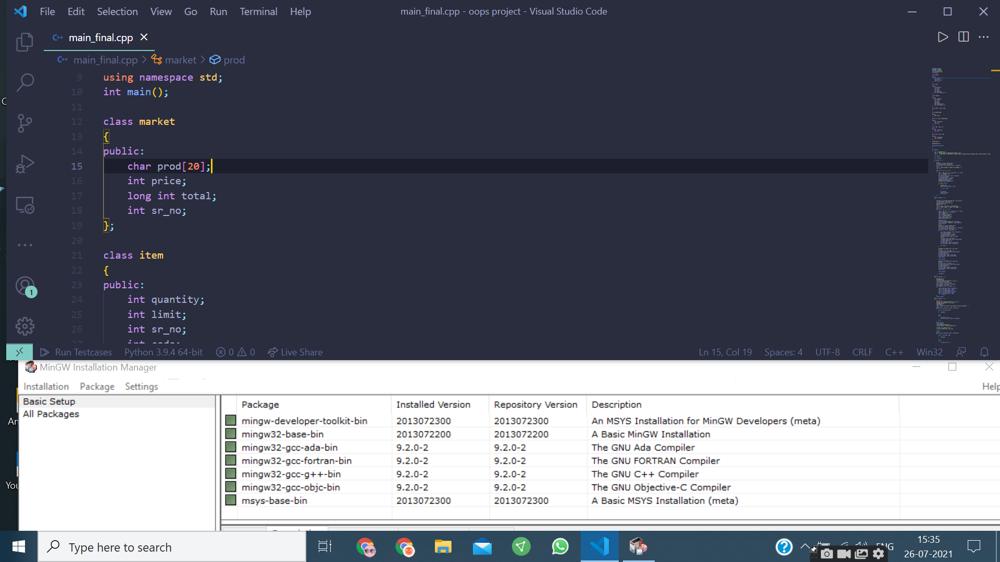 File Edit Selection View Go Run Terminal Help main_final.cpp - oops project - Visual Studio Code
C++ main_final.cpp
C++ main_final.cpp > market > prod
9 using namespace std;
10 int main();
11
12 class market
13 {
14 public:
15 char prod[20];
16 int price;
17 long int total;
18 int sr_no;
19 };
20
21 class item
22 {
23 public:
24 int quantity;
25 int limit;
26 int sr_no;
1
Run Testcases Python 3.9.4 64-bit 0 0 Live Share Ln 15, Col 19 Spaces: 4 UTF-8 CRLF C++ Win32
MinGW Installation Manager
Installation Package Settings Help
Basic Setup
All Packages
Package Installed Version Repository Version Description
mingw-developer-toolkit-bin 2013072300 2013072300 An MSYS Installation for MinGW Developers (meta)
mingw32-base-bin 2013072200 2013072200 A Basic MinGW Installation
mingw32-gcc-ada-bin 9.2.0-2 9.2.0-2 The GNU Ada Compiler
mingw32-gcc-fortran-bin 9.2.0-2 9.2.0-2 The GNU FORTRAN Compiler
mingw32-gcc-g++-bin 9.2.0-2 9.2.0-2 The GNU C++ Compiler
mingw32-gcc-objc-bin 9.2.0-2 9.2.0-2 The GNU Objective-C Compiler
msys-base-bin 2013072300 2013072300 A Basic MSYS Installation (meta)
An
You
Type here to search
ENG
15:35
26-07-2021